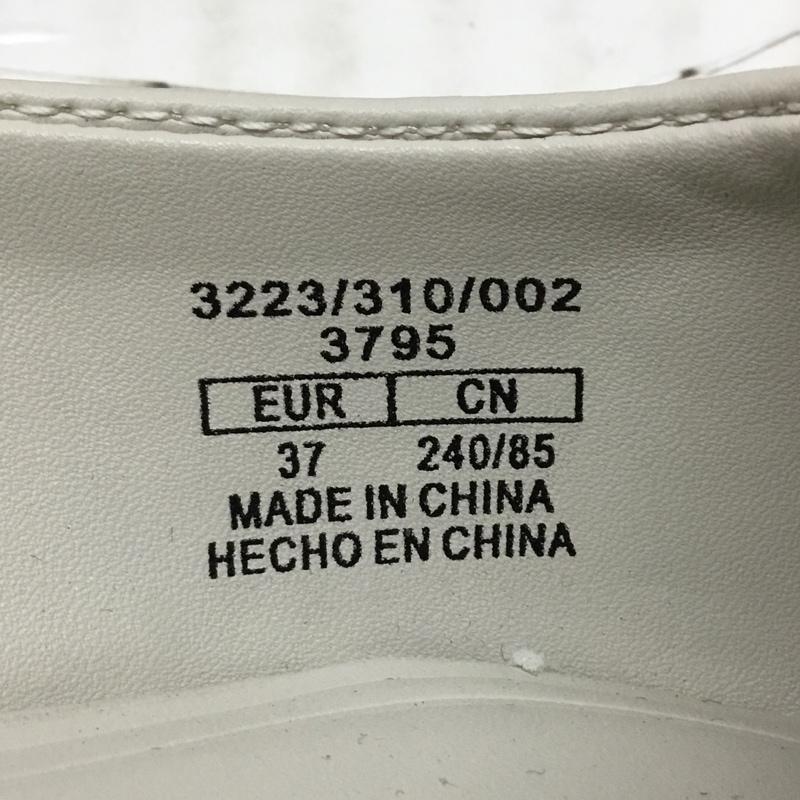 3223/310/002
3795
EUR CN
37 240/85
MADE IN CHINA
HECHO EN CHINA